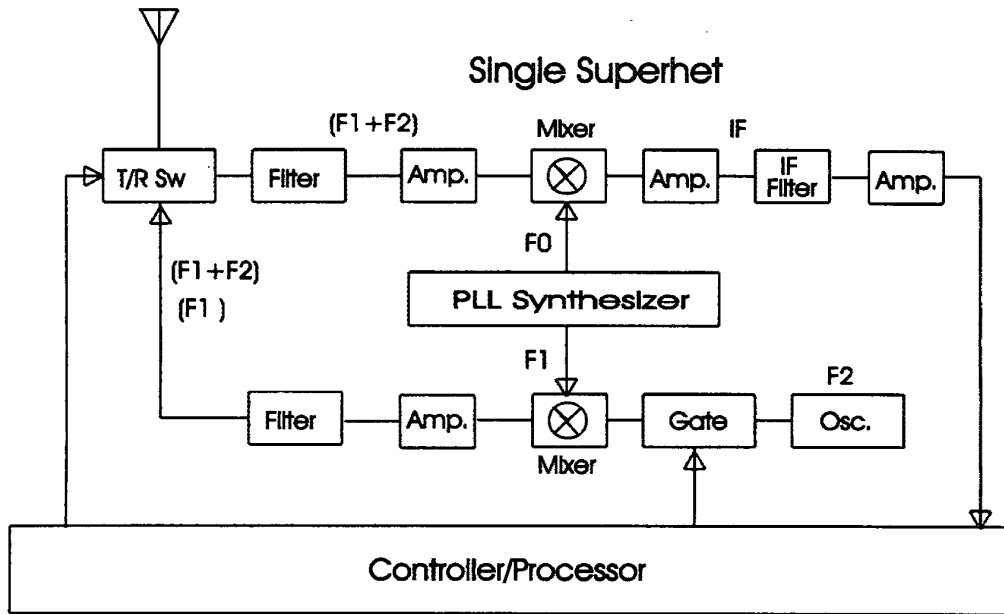 Single Superhet
(F1+F2)
Mixer
IF
T/R Sw
Filter
Amp.
Amp.
IF
Filter
Amp.
F0
(F1+F2)
(F1)
PLL Synthesizer
F1
F2
Filter
Amp.
Gate
Osc.
Mixer
Controller/Processor